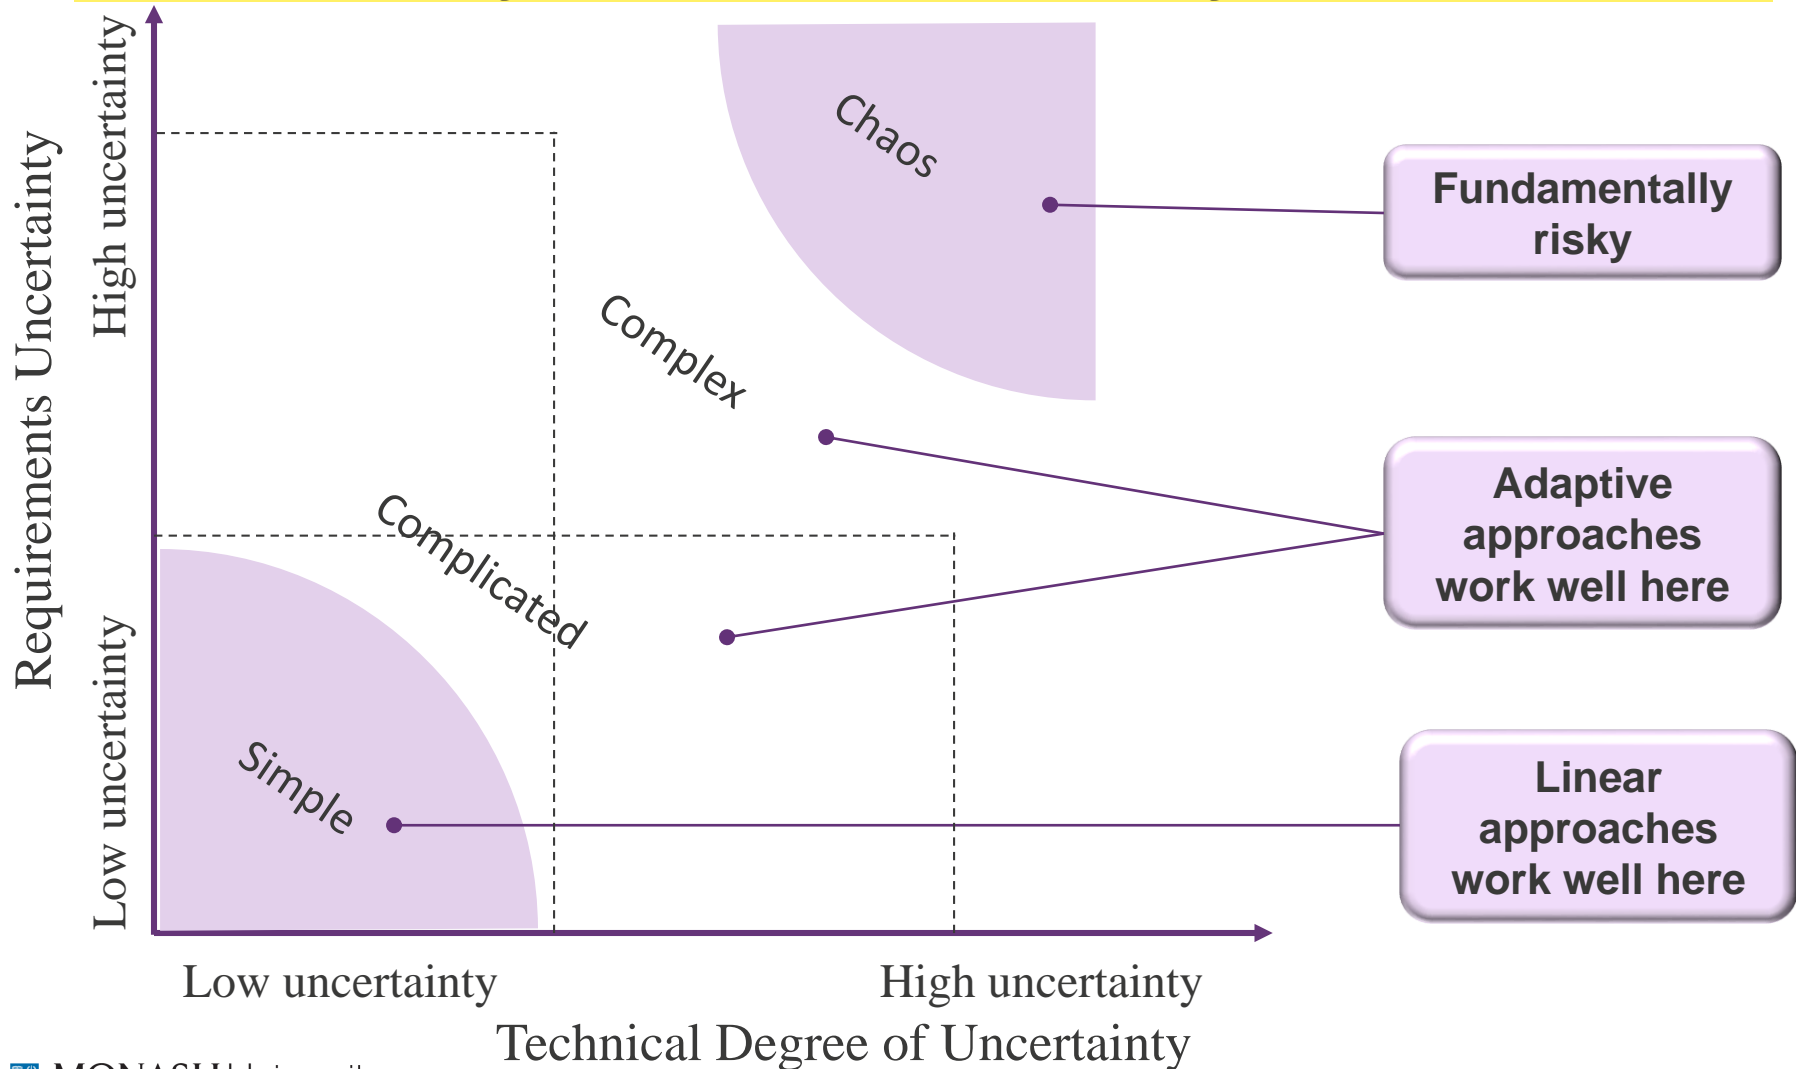 Requirements Uncertainty
High uncertainty
Low uncertainty
Chaos
Complex
Complicated
Simple
Fundamentally
risky
Adaptive
approaches
work well here
Linear
approaches
work well here
Low uncertainty
High uncertainty
Technical Degree of Uncertainty